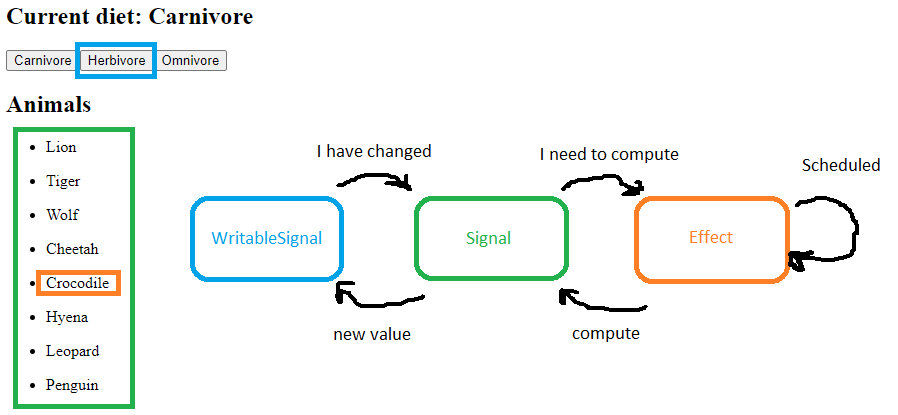 Current diet: Carnivore
Carnivore Herbivore Omnivore
Animals
Lion
Tiger
Wolf
Cheetah
Crocodile
Hyena
Leopard
Penguin
I have changed
I need to compute
Scheduled
WritableSignal
Signal
Effect
new value
compute